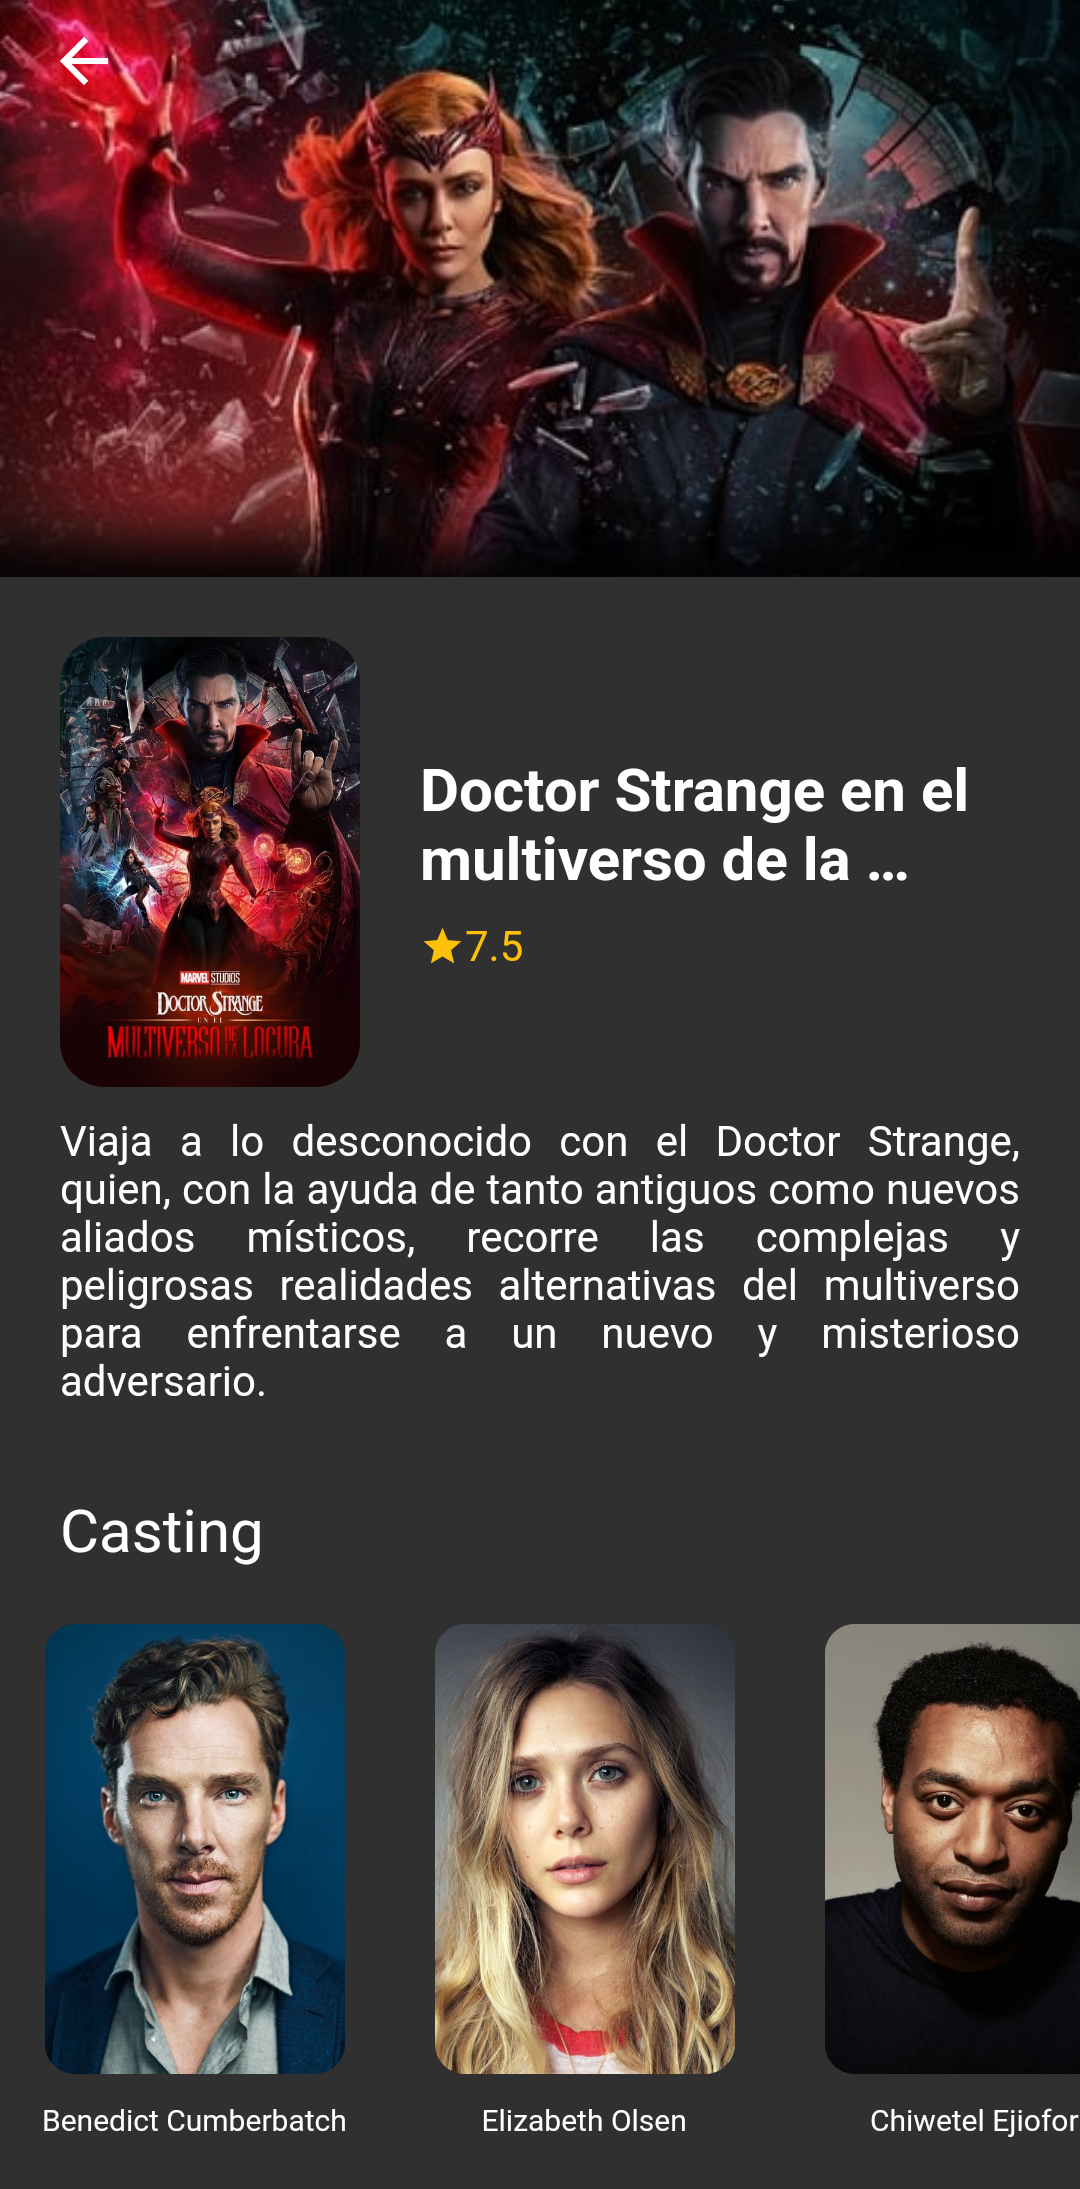 MARVEL STUDIOS
DOCTOR STRANGE
EN EL
MULTIVERSO DE LA LOCURA
Doctor Strange en el
multiverso de la ...
7.5
Viaja a lo desconocido con el Doctor Strange,
quien, con la ayuda de tanto antiguos como nuevos
aliados místicos, recorre las complejas y
peligrosas realidades alternativas del multiverso
para enfrentarse a un nuevo y misterioso
adversario.
Casting
Benedict Cumberbatch
Elizabeth Olsen
Chiwetel Ejiofor